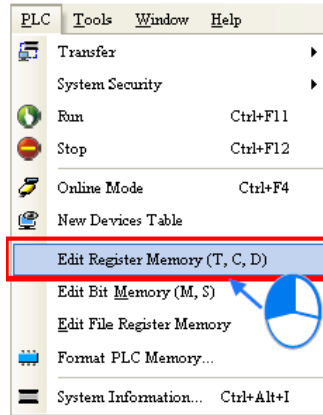 PLC Tools Window Help
Transfer
System Security
Run Ctrl+F11
Stop Ctrl+F12
Online Mode Ctrl+F4
New Devices Table
Edit Register Memory (T, C, D)
Edit Bit Memory (M, S)
Edit File Register Memory
Format PLC Memory...
System Information... Ctrl+Alt+I